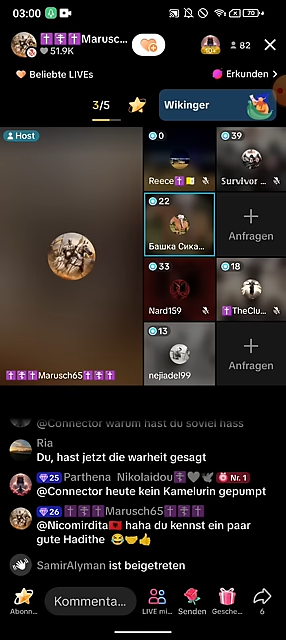 03:00
70
✝️☦️✝️Marusc...
51.9K
82
Beliebte LIVEs
Erkunden >
3/5
Wikinger
Host
0
39
Reece✝️🇻🇦
Survivor ...
22
Башка Сика...
Anfragen
33
18
Nard159
✝️TheClu...
13
✝️☦️✝️Marusch65✝️☦️✝️
nejiadel99
Anfragen
@Connector warum hast du soviel hass
Ria
Du, hast jetzt die warheit gesagt
25 Parthena Nikolaidou☦️🩶🕊️ Nr. 1
@Connector heute kein Kamelurin gepumpt
26 ✝️☦️✝️Marusch65✝️☦️✝️
@Nicomirdita🇦🇱 haha du kennst ein paar
gute Hadithe 😂🤝👍
SamirAlyman ist beigetreten
Kommenta...
Abonn...
LIVE mi...
Senden
Gesche...
6